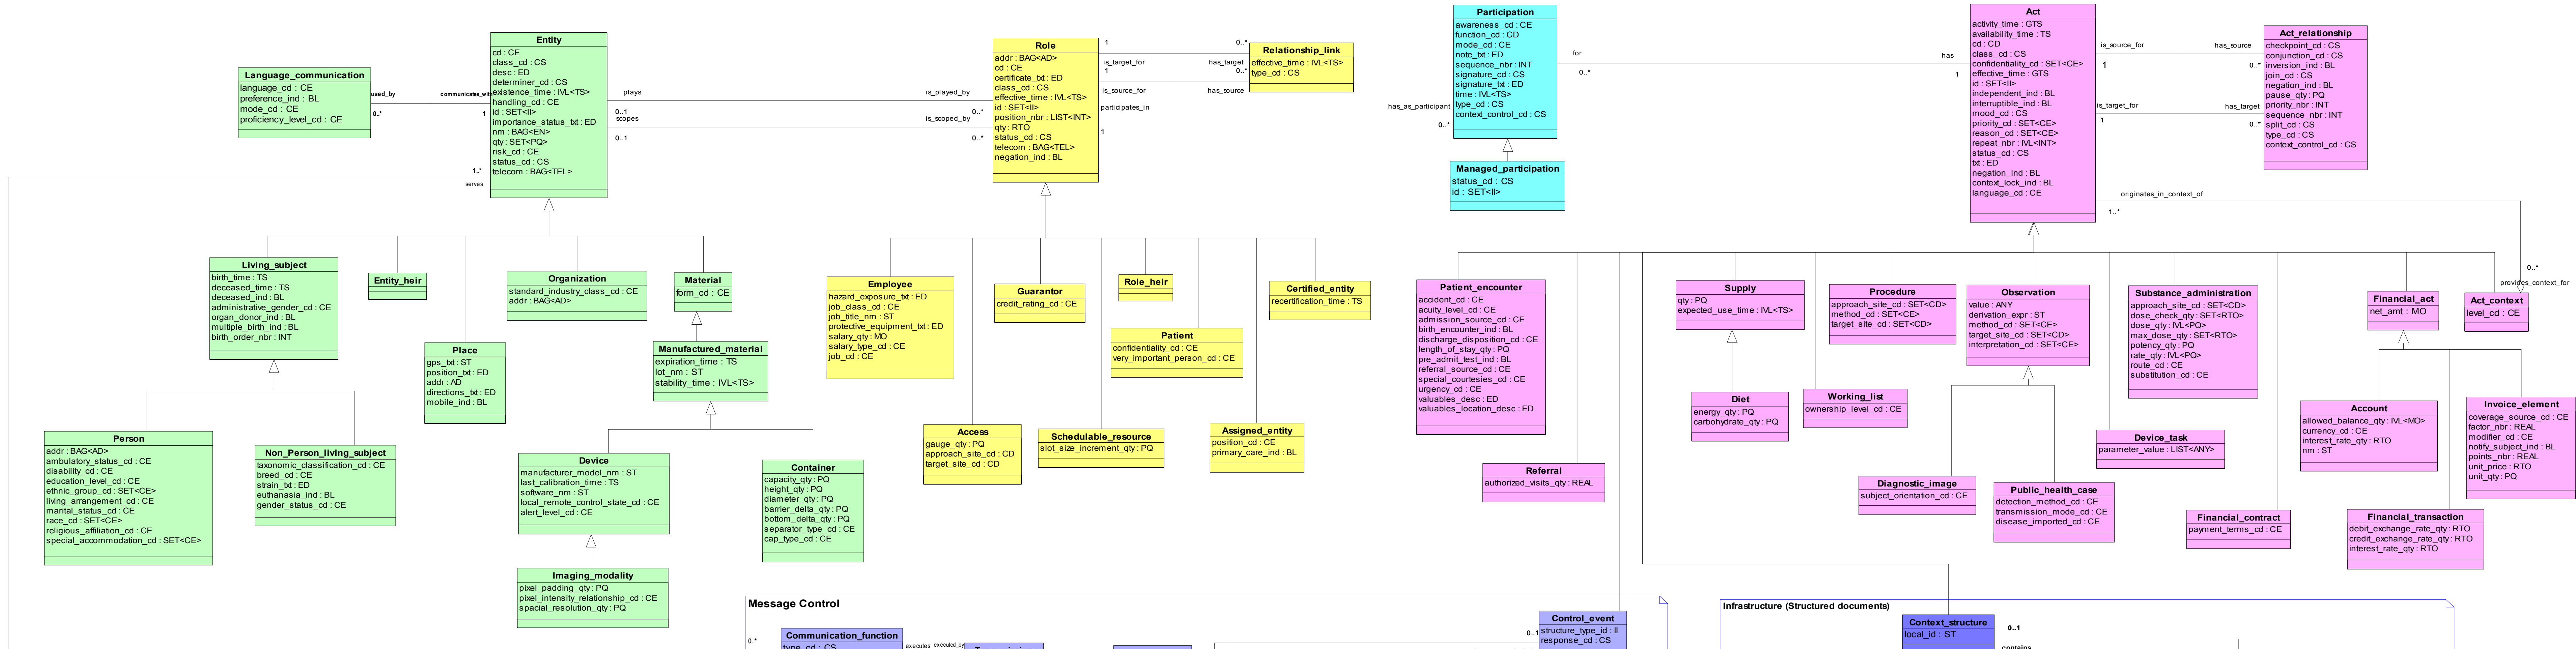 Entity
cd : CE
class_cd : CS
desc : ED
determiner_cd : CS
existence_time : IVL<TS>
handling_cd : CE
id : SET<II>
importance_status_txt : ED
nm : BAG<EN>
qty : SET<PQ>
risk_cd : CE
status_cd : CS
telecom : BAG<TEL>
Language_communication
language_cd : CE
preference_ind : BL
mode_cd : CE
proficiency_level_cd : CE
used_by
communicates_with
0..*
1
1..*
serves
plays
is_played_by
0..1
0..*
scopes
is_scoped_by
0..1
0..*
Role
addr : BAG<AD>
cd : CE
certificate_txt : ED
class_cd : CS
effective_time : IVL<TS>
id : SET<II>
position_nbr : LIST<INT>
qty : RTO
status_cd : CS
telecom : BAG<TEL>
negation_ind : BL
1
0..*
is_target_for
has_target
1
0..*
is_source_for
has_source
participates_in
has_as_participant
1
0..*
Relationship_link
effective_time : IVL<TS>
type_cd : CS
Participation
awareness_cd : CE
function_cd : CD
mode_cd : CE
note_txt : ED
sequence_nbr : INT
signature_cd : CS
signature_txt : ED
time : IVL<TS>
type_cd : CS
context_control_cd : CS
Managed_participation
status_cd : CS
id : SET<II>
for
has
0..*
1
Act
activity_time : GTS
availability_time : TS
cd : CD
class_cd : CS
confidentiality_cd : SET<CE>
effective_time : GTS
id : SET<II>
independent_ind : BL
interruptible_ind : BL
mood_cd : CS
priority_cd : SET<CE>
reason_cd : SET<CE>
repeat_nbr : IVL<INT>
status_cd : CS
txt : ED
negation_ind : BL
context_lock_ind : BL
language_cd : CE
is_source_for
has_source
1
0..*
is_target_for
has_target
1
0..*
Act_relationship
checkpoint_cd : CS
conjunction_cd : CS
inversion_ind : BL
join_cd : CS
negation_ind : BL
pause_qty : PQ
priority_nbr : INT
sequence_nbr : INT
split_cd : CS
type_cd : CS
context_control_cd : CS
originates_in_context_of
1..*
0..*
provides_context_for
Living_subject
birth_time : TS
deceased_time : TS
deceased_ind : BL
administrative_gender_cd : CE
organ_donor_ind : BL
multiple_birth_ind : BL
birth_order_nbr : INT
Entity_heir
Place
gps_txt : ST
position_txt : ED
addr : AD
directions_txt : ED
mobile_ind : BL
Organization
standard_industry_class_cd : CE
addr : BAG<AD>
Material
form_cd : CE
Manufactured_material
expiration_time : TS
lot_nm : ST
stability_time : IVL<TS>
Person
addr : BAG<AD>
ambulatory_status_cd : CE
disability_cd : CE
education_level_cd : CE
ethnic_group_cd : SET<CE>
living_arrangement_cd : CE
marital_status_cd : CE
race_cd : SET<CE>
religious_affiliation_cd : CE
special_accommodation_cd : SET<CE>
Non_Person_living_subject
taxonomic_classification_cd : CE
breed_cd : CE
strain_txt : ED
euthanasia_ind : BL
gender_status_cd : CE
Device
manufacturer_model_nm : ST
last_calibration_time : TS
software_nm : ST
local_remote_control_state_cd : CE
alert_level_cd : CE
Container
capacity_qty : PQ
height_qty : PQ
diameter_qty : PQ
barrier_delta_qty : PQ
bottom_delta_qty : PQ
separator_type_cd : CE
cap_type_cd : CE
Imaging_modality
pixel_padding_qty : PQ
pixel_intensity_relationship_cd : CE
spacial_resolution_qty : PQ
Employee
hazard_exposure_txt : ED
job_class_cd : CE
job_title_nm : ST
protective_equipment_txt : ED
salary_qty : MO
salary_type_cd : CE
job_cd : CE
Access
gauge_qty : PQ
approach_site_cd : CD
target_site_cd : CD
Guarantor
credit_rating_cd : CE
Schedulable_resource
slot_size_increment_qty : PQ
Role_heir
Patient
confidentiality_cd : CE
very_important_person_cd : CE
Assigned_entity
position_cd : CE
primary_care_ind : BL
Certified_entity
recertification_time : TS
Patient_encounter
accident_cd : CE
acuity_level_cd : CE
admission_source_cd : CE
birth_encounter_ind : BL
discharge_disposition_cd : CE
length_of_stay_qty : PQ
pre_admit_test_ind : BL
referral_source_cd : CE
special_courtesies_cd : CE
urgency_cd : CE
valuables_desc : ED
valuables_location_desc : ED
Referral
authorized_visits_qty : REAL
Supply
qty : PQ
expected_use_time : IVL<TS>
Diet
energy_qty : PQ
carbohydrate_qty : PQ
Working_list
ownership_level_cd : CE
Procedure
approach_site_cd : SET<CD>
method_cd : SET<CE>
target_site_cd : SET<CD>
Observation
value : ANY
derivation_expr : ST
method_cd : SET<CE>
target_site_cd : SET<CD>
interpretation_cd : SET<CE>
Diagnostic_image
subject_orientation_cd : CE
Public_health_case
detection_method_cd : CE
transmission_mode_cd : CE
disease_imported_cd : CE
Device_task
parameter_value : LIST<ANY>
Substance_administration
approach_site_cd : SET<CD>
dose_check_qty : SET<RTO>
dose_qty : IVL<PQ>
max_dose_qty : SET<RTO>
potency_qty : PQ
rate_qty : IVL<PQ>
route_cd : CE
substitution_cd : CE
Financial_contract
payment_terms_cd : CE
Financial_act
net_amt : MO
Act_context
level_cd : CE
Account
allowed_balance_qty : IVL<MO>
currency_cd : CE
interest_rate_qty : RTO
nm : ST
Invoice_element
coverage_source_cd : CE
factor_nbr : REAL
modifier_cd : CE
notify_subject_ind : BL
points_nbr : REAL
unit_price : RTO
unit_qty : PQ
Financial_transaction
debit_exchange_rate_qty : RTO
credit_exchange_rate_qty : RTO
interest_rate_qty : RTO
Message Control
0..*
Communication_function
type_cd : CS
executes
executed_by
0..1
Control_event
structure_type_id : II
response_cd : CS
Infrastructure (Structured documents)
Context_structure
local_id : ST
0..1
contains